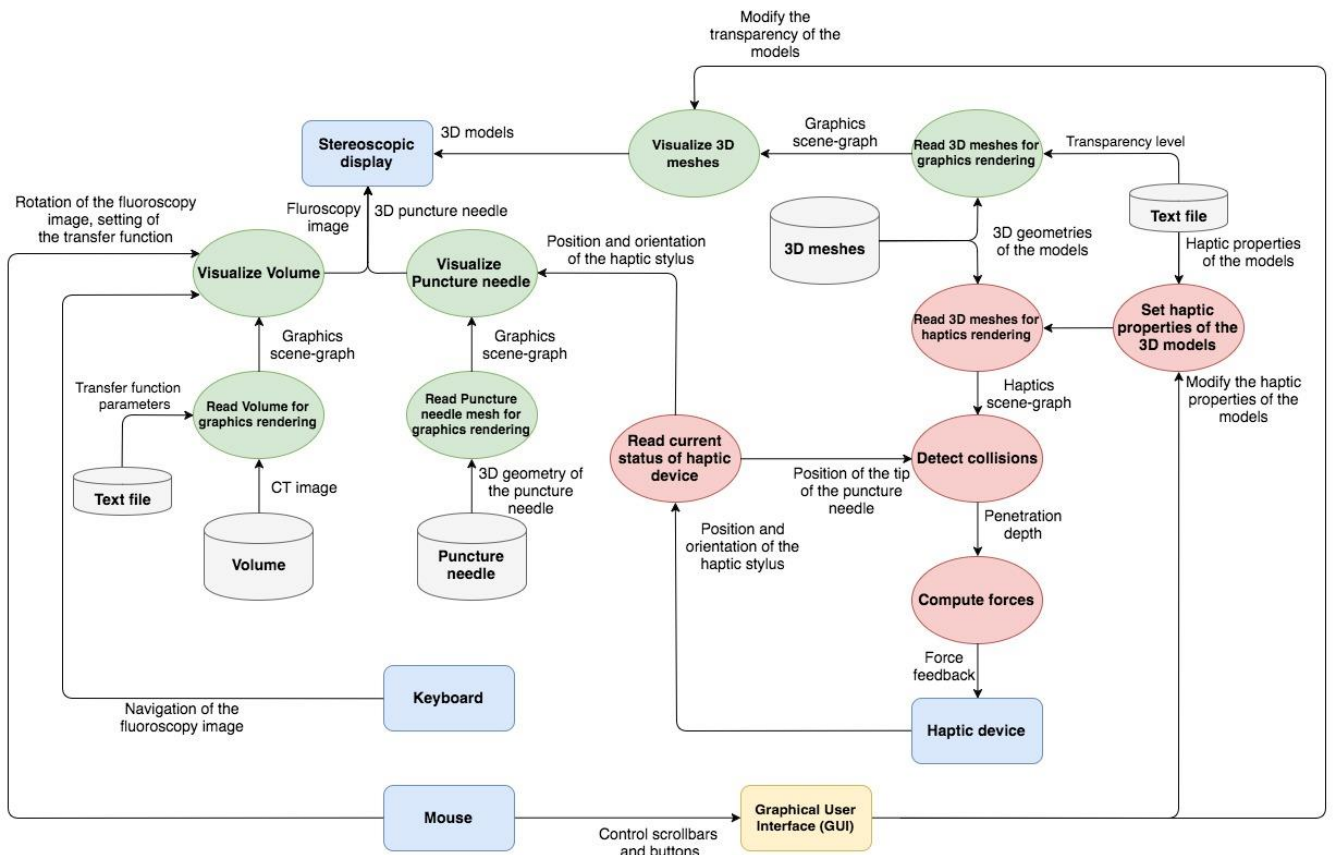 Modify the
transparency of the
models
Stereoscopic
display
3D models
Visualize 3D
meshes
Graphics
scene-graph
Read 3D meshes for
graphics rendering
Transparency level
Text file
Rotation of the fluoroscopy
image, setting of
the transfer function
Fluroscopy
image
3D puncture needle
3D meshes
3D geometries
of the models
Haptic properties
of the models
Visualize Volume
Visualize
Puncture needle
Position and orientation
of the haptic stylus
Read 3D meshes for
haptics rendering
Set haptic
properties of the
3D models
Graphics
scene-graph
Graphics
scene-graph
Haptics
scene-graph
Modify the haptic
properties of the
models
Transfer function
parameters
Read Volume for
graphics rendering
Read Puncture
needle mesh for
graphics rendering
Read current
status of haptic
device
Detect collisions
Position of the tip
of the puncture
needle
Text file
CT image
3D geometry of
the puncture
needle
Volume
Puncture
needle
Position and
orientation of the
haptic stylus
Penetration
depth
Compute forces
Force
feedback
Keyboard
Navigation of the
fluoroscopy image
Haptic device
Mouse
Control scrollbars
and buttons
Graphical User
Interface (GUI)